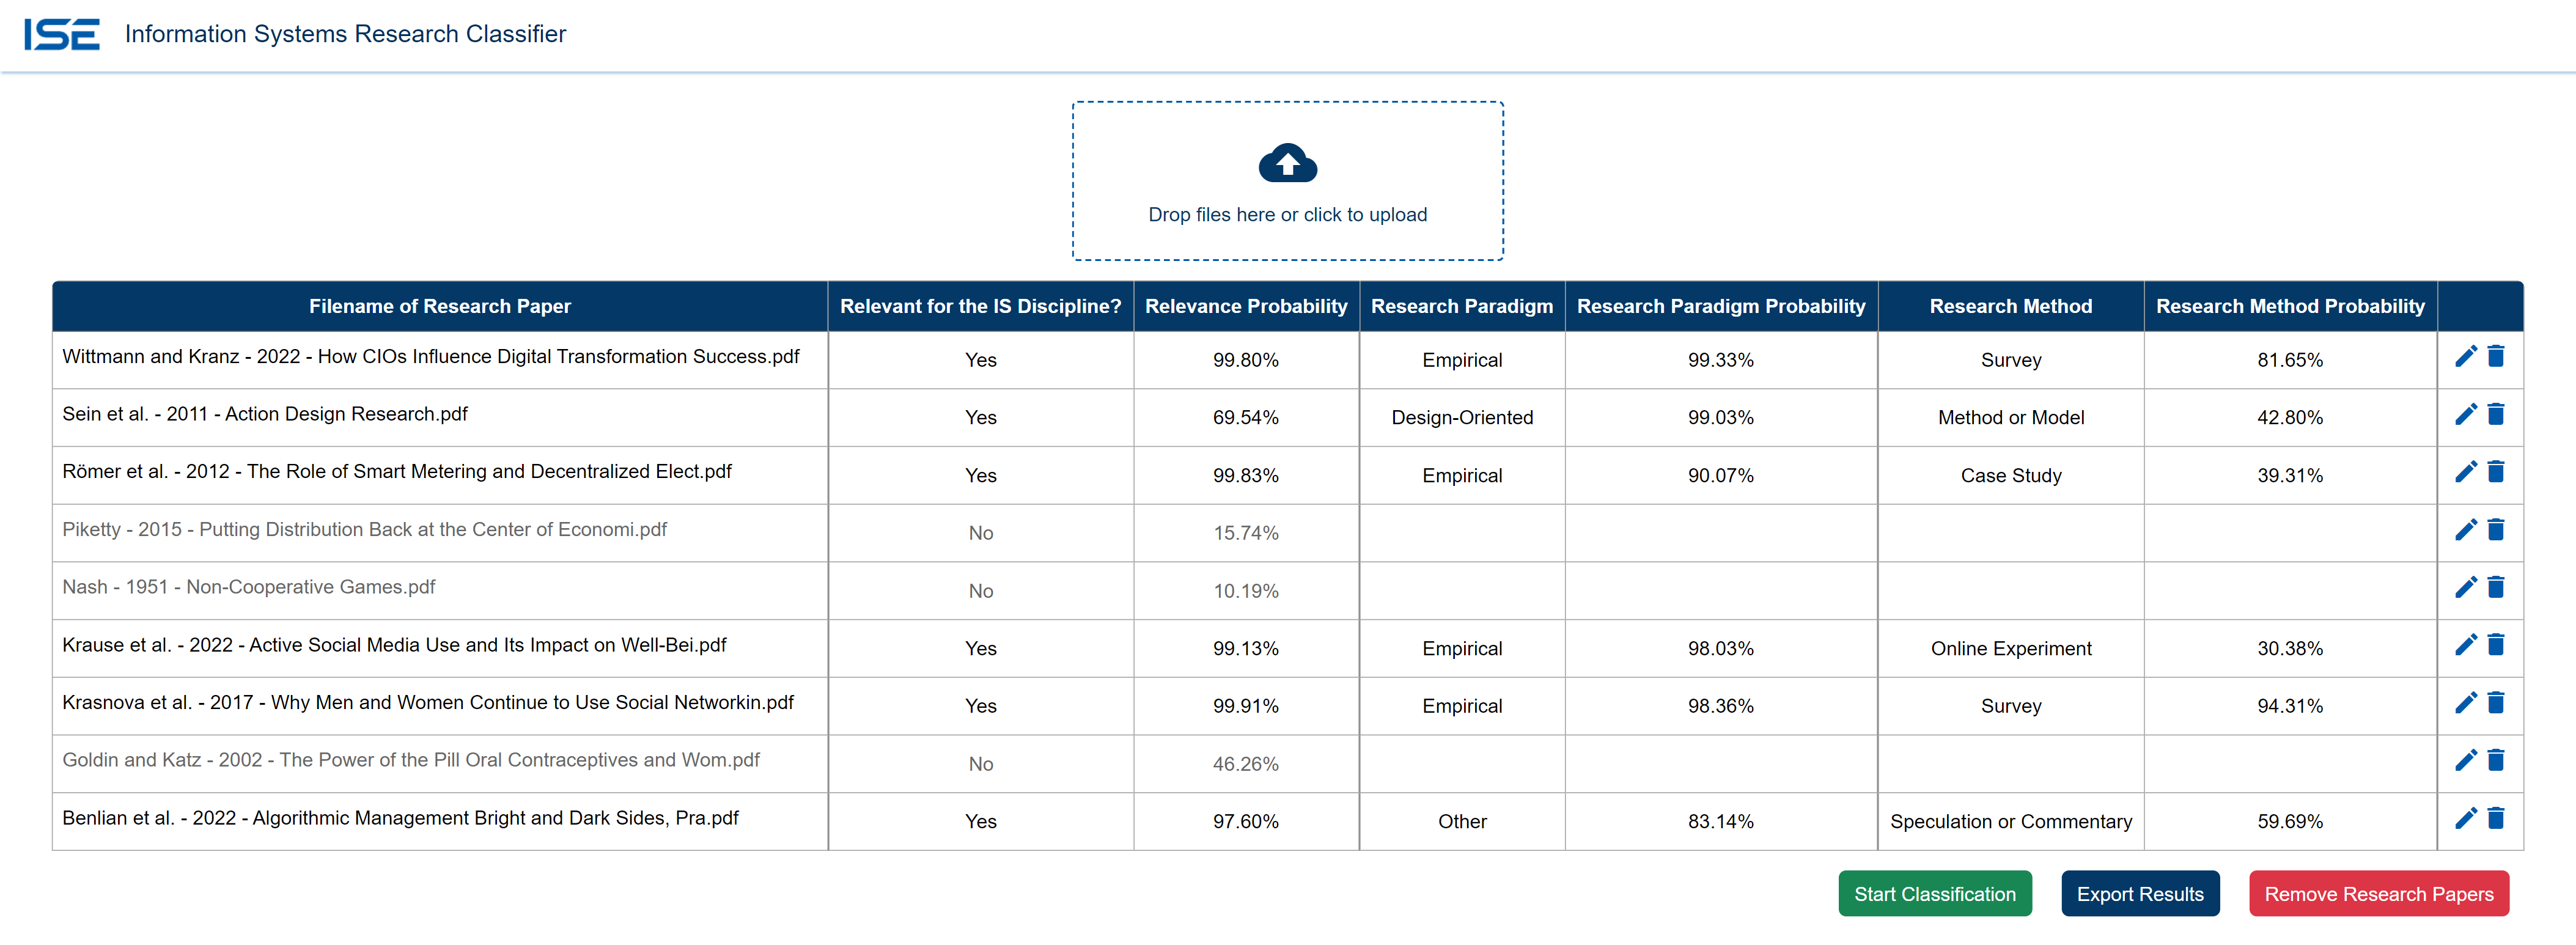 ISE Information Systems Research Classifier
Drop files here or click to upload
Filename of Research Paper Relevant for the IS Discipline? Relevance Probability Research Paradigm Research Paradigm Probability Research Method Research Method Probability
Wittmann and Kranz - 2022 - How CIOs Influence Digital Transformation Success.pdf Yes 99.80% Empirical 99.33% Survey 81.65%
Sein et al. - 2011 - Action Design Research.pdf Yes 69.54% Design-Oriented 99.03% Method or Model 42.80%
Römer et al. - 2012 - The Role of Smart Metering and Decentralized Elect.pdf Yes 99.83% Empirical 90.07% Case Study 39.31%
Piketty - 2015 - Putting Distribution Back at the Center of Economi.pdf No 15.74%
Nash - 1951 - Non-Cooperative Games.pdf No 10.19%
Krause et al. - 2022 - Active Social Media Use and Its Impact on Well-Bei.pdf Yes 99.13% Empirical 98.03% Online Experiment 30.38%
Krasnova et al. - 2017 - Why Men and Women Continue to Use Social Networkin.pdf Yes 99.91% Empirical 98.36% Survey 94.31%
Goldin and Katz - 2002 - The Power of the Pill Oral Contraceptives and Wom.pdf No 46.26%
Benlian et al. - 2022 - Algorithmic Management Bright and Dark Sides, Pra.pdf Yes 97.60% Other 83.14% Speculation or Commentary 59.69%
Start Classification Export Results Remove Research Papers